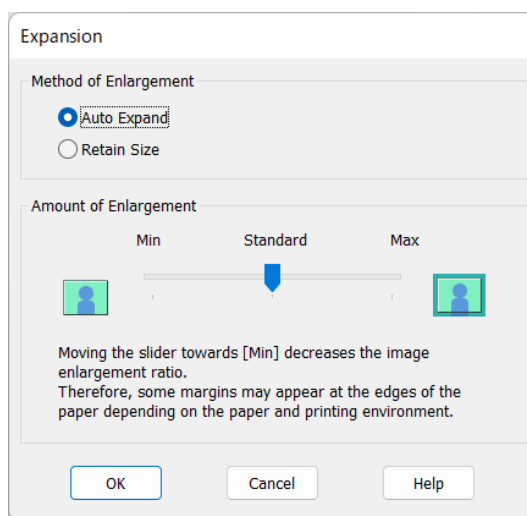 Expansion
Method of Enlargement
Auto Expand
Retain Size
Amount of Enlargement
Min Standard Max
Moving the slider towards [Min] decreases the image
enlargement ratio.
Therefore, some margins may appear at the edges of the
paper depending on the paper and printing environment.
OK Cancel Help